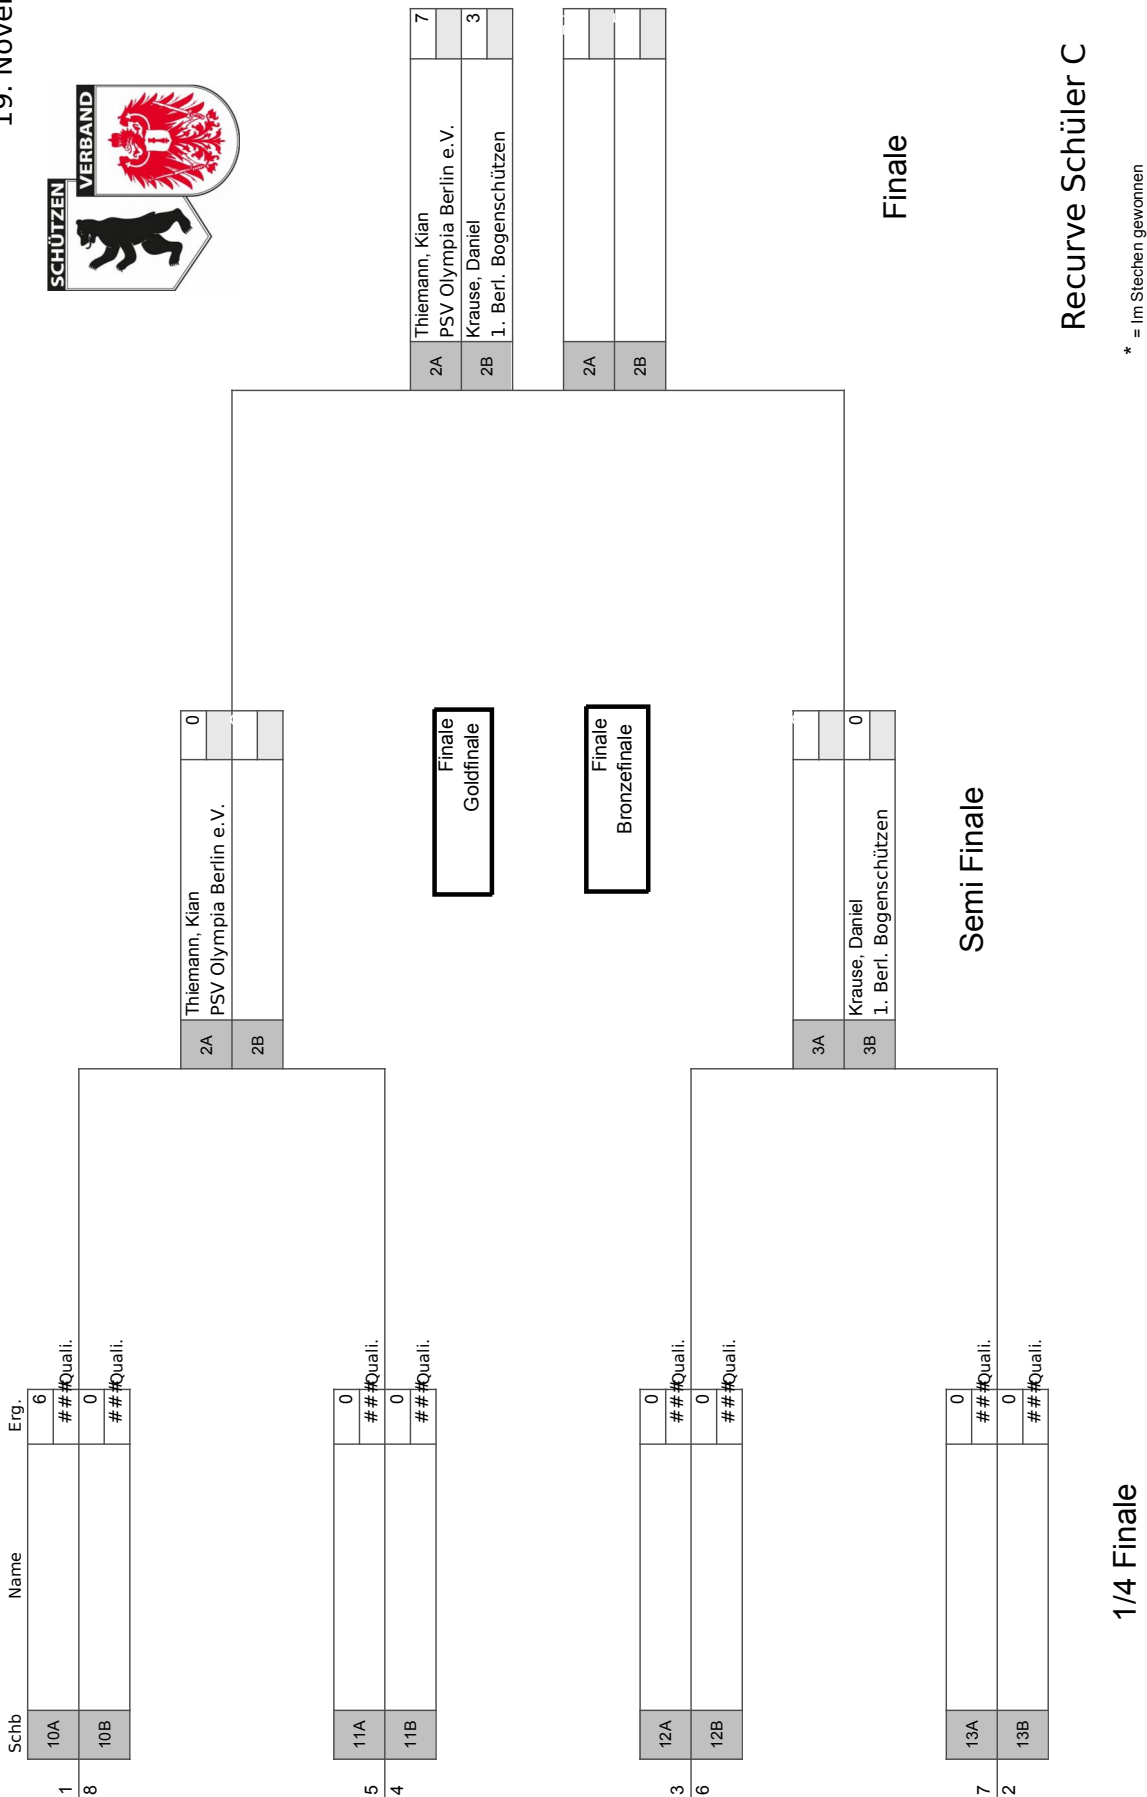 19. Nove
SCHÜTZEN
VERBAND
Schb Name Erg.
1 10A 6
### Quali.
8 10B 0
### Quali.
5 11A 0
### Quali.
4 11B 0
### Quali.
3 12A 0
### Quali.
6 12B 0
### Quali.
7 13A 0
### Quali.
2 13B 0
### Quali.
1/4 Finale
2A Thiemann, Kian 0
PSV Olympia Berlin e.V.
2B
3A
3B Krause, Daniel 0
1. Berl. Bogenschützen
Semi Finale
Finale
Goldfinale
Finale
Bronzefinale
2A Thiemann, Kian 7
PSV Olympia Berlin e.V.
2B Krause, Daniel 3
1. Berl. Bogenschützen
2A
2B
Finale
Recurve Schüler C
* = Im Stechen gewonnen